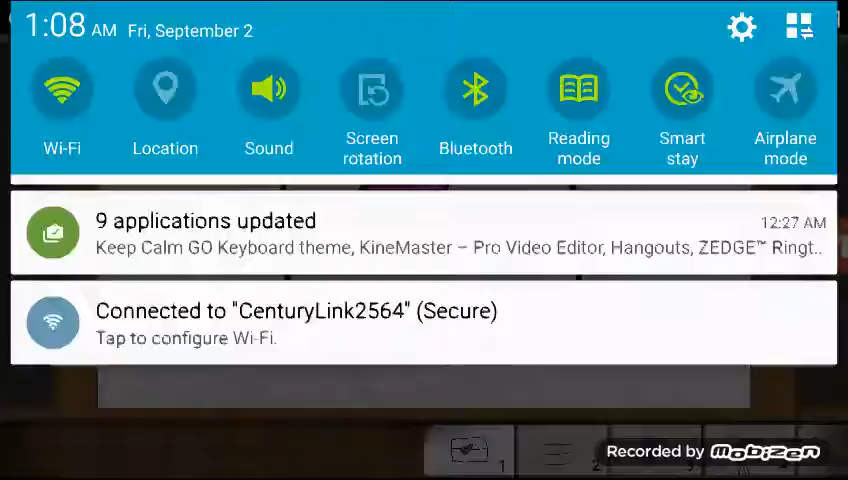 1:08 AM Fri, September 2
Wi-Fi
Location
Sound
Screen
rotation
Bluetooth
Reading
mode
Smart
stay
Airplane
mode
9 applications updated
12:27 AM
Keep Calm GO Keyboard theme, KineMaster – Pro Video Editor, Hangouts, ZEDGE™ Ringt..
Connected to "CenturyLink2564" (Secure)
Tap to configure Wi-Fi.
1
2
Recorded by Mobizen